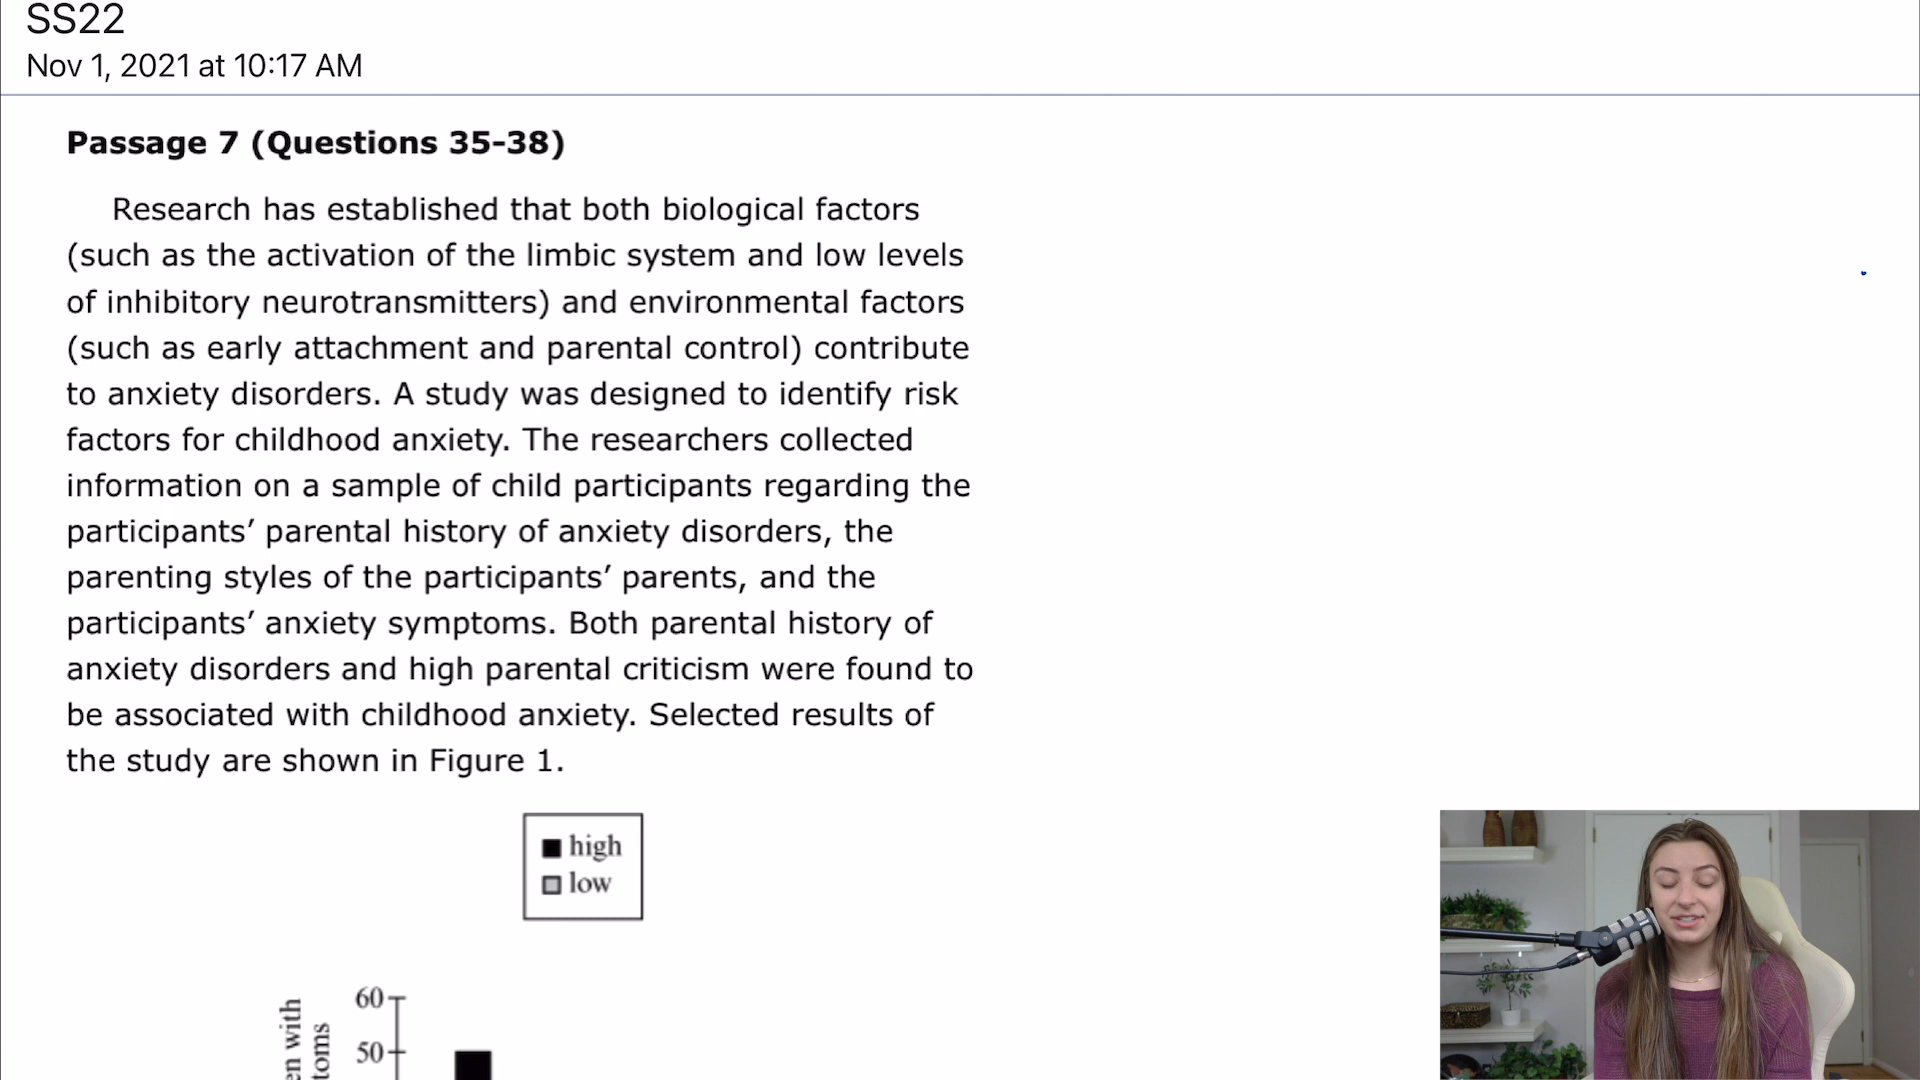 SS22
Nov 1, 2021 at 10:17 AM
Passage 7 (Questions 35-38)
Research has established that both biological factors
(such as the activation of the limbic system and low levels
of inhibitory neurotransmitters) and environmental factors
(such as early attachment and parental control) contribute
to anxiety disorders. A study was designed to identify risk
factors for childhood anxiety. The researchers collected
information on a sample of child participants regarding the
participants’ parental history of anxiety disorders, the
parenting styles of the participants’ parents, and the
participants’ anxiety symptoms. Both parental history of
anxiety disorders and high parental criticism were found to
be associated with childhood anxiety. Selected results of
the study are shown in Figure 1.
high
low
60
50
en with
toms